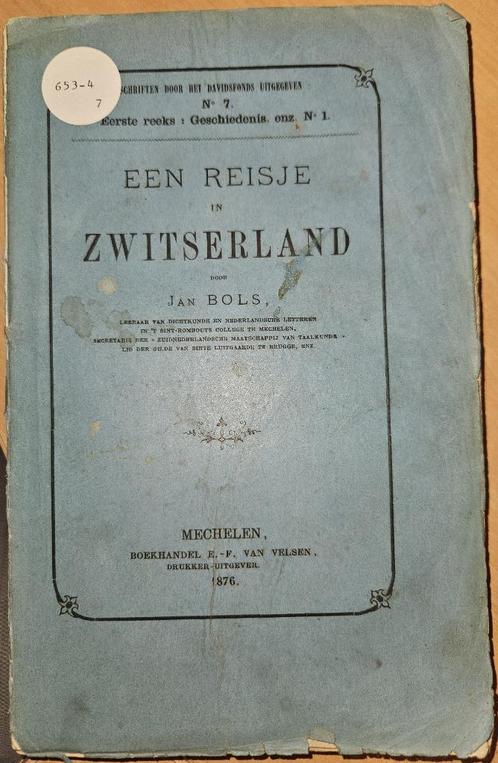 653-4
7
SCHRIFTEN DOOR HET DAVIDSFONDS UITGEGEVEN
Nº 7.
Eerste reeks : Geschiedenis, enz. Nº 1.
EEN REISJE
IN
ZWITSERLAND
DOOR
JAN BOLS,
LEERAAR VAN DICHTKUNDE EN NEDERLANDSCHE LETTEREN
IN 'T SINT-ROMBOUTS COLLEGE TE MECHELEN,
SECRETARIS DER « ZUIDNEDERLANDSCHE MAATSCHAPPIJ VAN TAALKUNDE »
LID DER GILDE VAN SINTE LUITGAARDE TE BRUGGE, ENZ.
MECHELEN,
BOEKHANDEL E.-F. VAN VELSEN,
DRUKKER-UITGEVER.
1876.